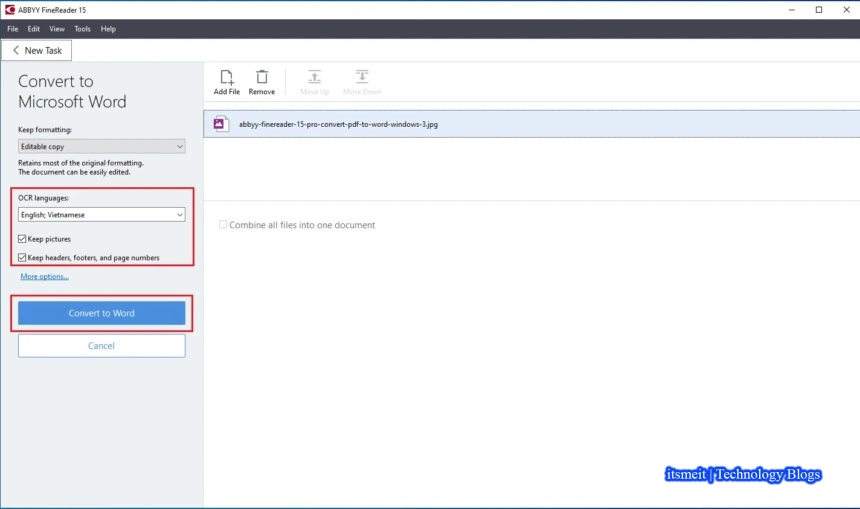 ABBYY FineReader 15
File Edit View Tools Help
New Task
Convert to
Microsoft Word
Keep formatting:
Editable copy
Retains most of the original formatting.
The document can be easily edited.
OCR languages:
English; Vietnamese
Keep pictures
Keep headers, footers, and page numbers
More options...
Convert to Word
Cancel
Add File Remove Move Up Move Down
abbyy-finereader-15-pro-convert-pdf-to-word-windows-3.jpg
Combine all files into one document
itsmeit | Technology Blogs